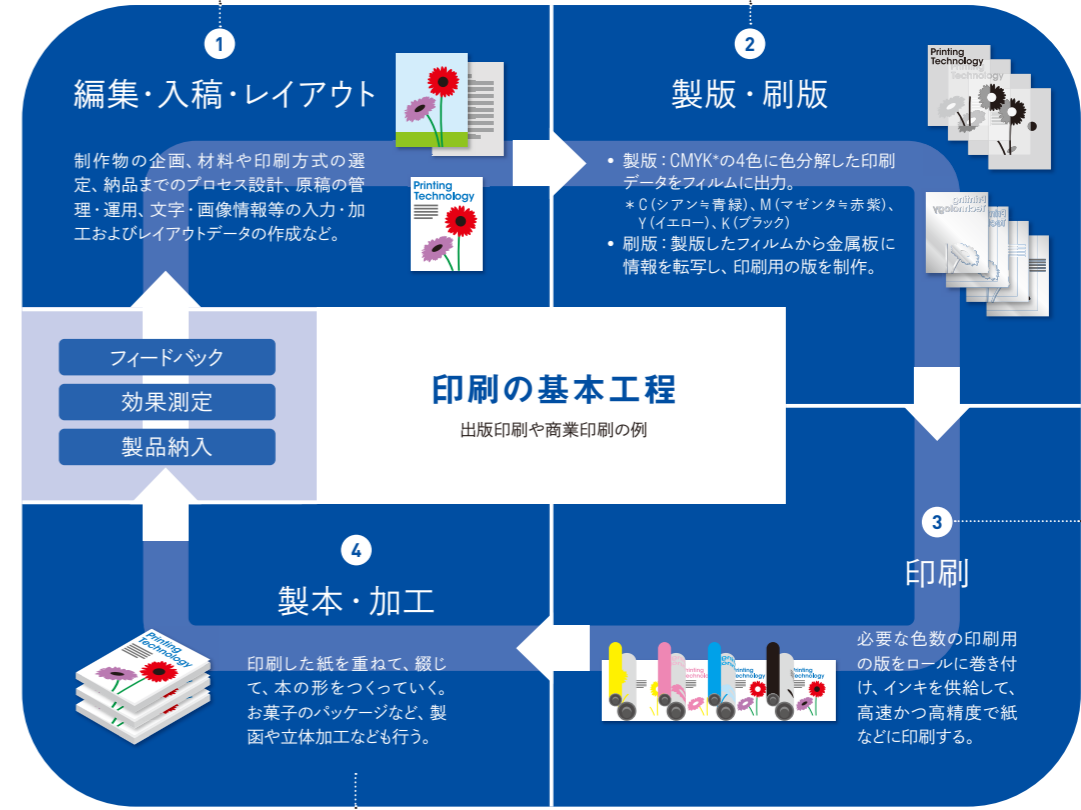 1
編集・入稿・レイアウト
制作物の企画、材料や印刷方式の選
定、納品までのプロセス設計、原稿の管
理・運用、文字・画像情報等の入力・加
工およびレイアウトデータの作成など。
Printing
Technology
2
製版・刷版
• 製版：CMYK*の4色に色分解した印刷
データをフィルムに出力。
＊C（シアン≒青緑）、M（マゼンタ≒赤紫）、
Y（イエロー）、K（ブラック）
• 刷版：製版したフィルムから金属板に
情報を転写し、印刷用の版を制作。
Printing
Technology
Technology
Printing
Technology
フィードバック
効果測定
製品納入
印刷の基本工程
出版印刷や商業印刷の例
3
印刷
必要な色数の印刷用
の版をロールに巻き付
け、インキを供給して、
高速かつ高精度で紙
などに印刷する。
4
製本・加工
印刷した紙を重ねて、綴じ
て、本の形をつくっていく。
お菓子のパッケージなど、製
函や立体加工なども行う。
Printing
Technology